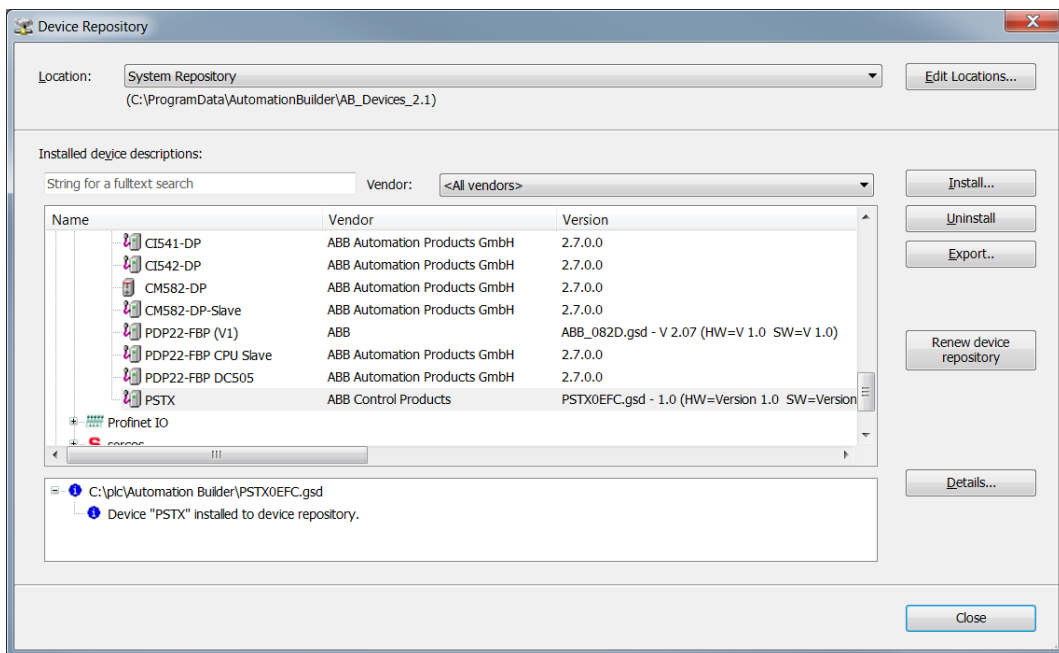 Device Repository
Location: System Repository Edit Locations...
(C:\ProgramData\AutomationBuilder\AB_Devices_2.1)
Installed device descriptions:
String for a fulltext search Vendor: <All vendors> Install...
Name Vendor Version Uninstall
CI541-DP ABB Automation Products GmbH 2.7.0.0 Export..
CI542-DP ABB Automation Products GmbH 2.7.0.0
CM582-DP ABB Automation Products GmbH 2.7.0.0
CM582-DP-Slave ABB Automation Products GmbH 2.7.0.0
PDP22-FBP (V1) ABB ABB_082D.gsd - V 2.07 (HW=V 1.0 SW=V 1.0) Renew device
PDP22-FBP CPU Slave ABB Automation Products GmbH 2.7.0.0 repository
PDP22-FBP DC505 ABB Automation Products GmbH 2.7.0.0
PSTX ABB Control Products PSTX0EFC.gsd - 1.0 (HW=Version 1.0 SW=Version
Profinet IO
Details...
C:\plc\Automation Builder\PSTX0EFC.gsd
Device "PSTX" installed to device repository.
Close